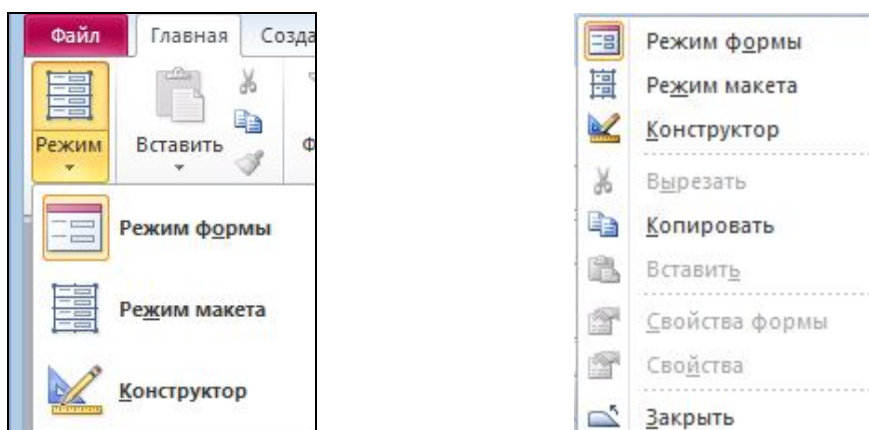 Файл Главная Созда
Режим Вставить Ф
Режим формы
Режим макета
Конструктор
Режим формы
Режим макета
Конструктор
Вырезать
Копировать
Вставить
Свойства формы
Свойства
Закрыть